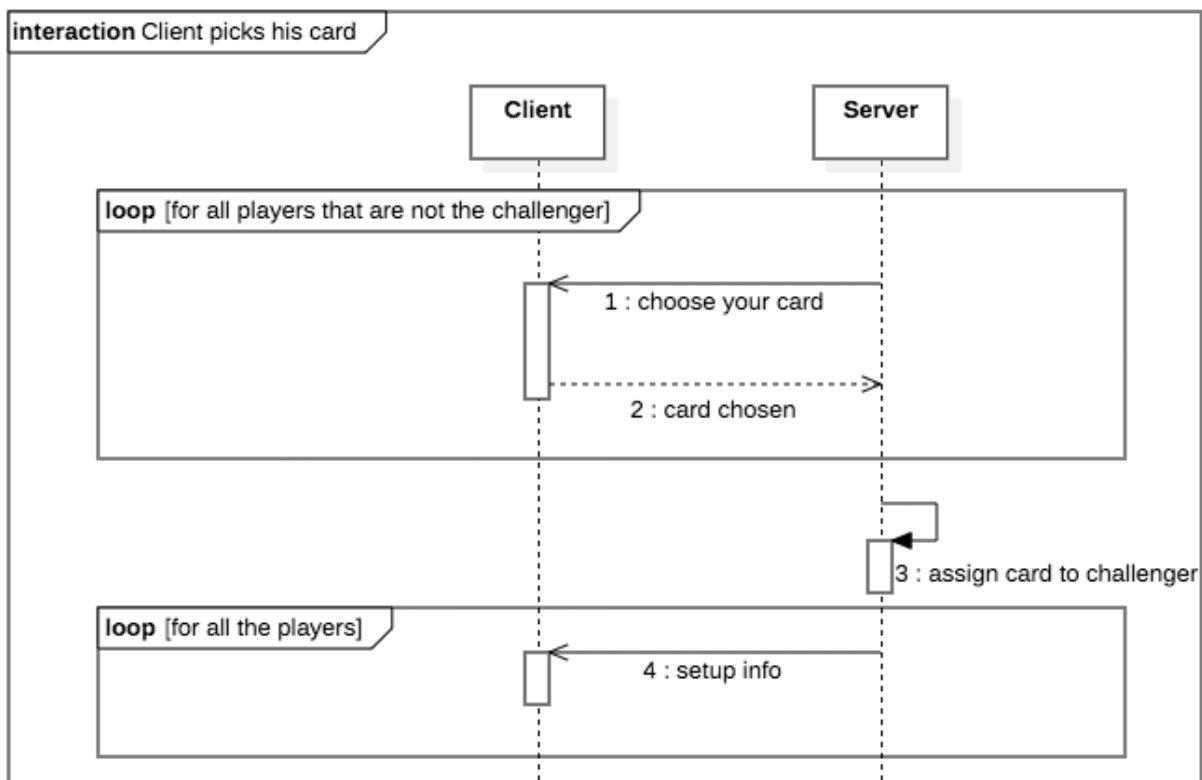 interaction Client picks his card
Client
Server
loop [for all players that are not the challenger]
1 : choose your card
2 : card chosen
3 : assign card to challenger
loop [for all the players]
4 : setup info